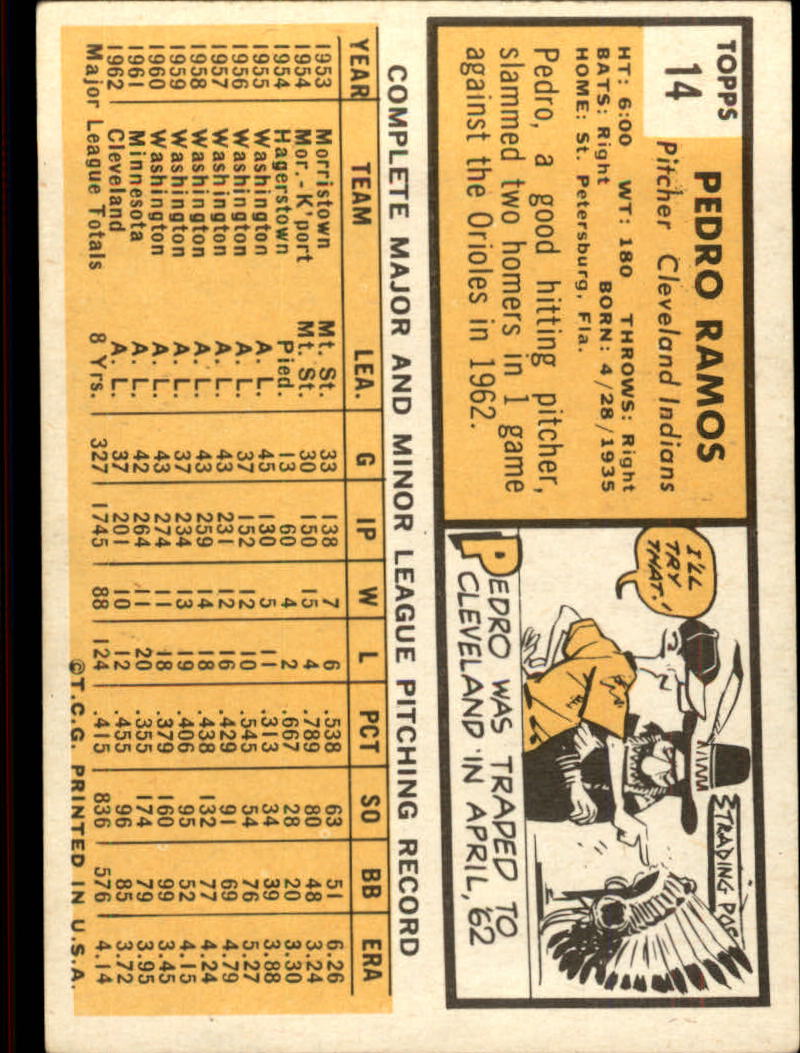 TOPPS
14
PEDRO RAMOS
Pitcher Cleveland Indians
HT: 6:00 WT: 180 THROWS: Right
BATS: Right BORN: 4/28/1935
HOME: St. Petersburg, Fla.
Pedro, a good hitting pitcher,
slammed two homers in 1 game
against the Orioles in 1962.
I'LL
TRY
THAT!
TRADING POS
PEDRO WAS TRADED TO
CLEVELAND IN APRIL, '62
COMPLETE MAJOR AND MINOR LEAGUE PITCHING RECORD
YEAR TEAM LEA. G IP W L PCT SO BB ERA
1953 Morristown Mt. St. 33 138 7 6 .538 63 51 6.26
1954 Mor.-K'port Mt. St. 30 150 15 4 .789 80 48 3.24
1954 Hagerstown Pied. 13 60 4 2 .667 28 20 3.30
1955 Washington A. L. 45 130 5 11 .313 34 39 3.88
1956 Washington A. L. 37 152 12 10 .545 54 76 5.27
1957 Washington A. L. 43 231 12 16 .429 91 69 4.79
1958 Washington A. L. 43 259 14 18 .438 132 77 4.24
1959 Washington A. L. 37 234 13 19 .406 95 52 4.15
1960 Washington A. L. 43 274 11 18 .379 160 99 3.45
1961 Minnesota A. L. 42 264 11 20 .355 174 79 3.95
1962 Cleveland A. L. 37 201 10 12 .455 96 85 3.72
Major League Totals 8 Yrs. 327 1745 88 124 .415 836 576 4.14
©T.C.G. PRINTED IN U.S.A.